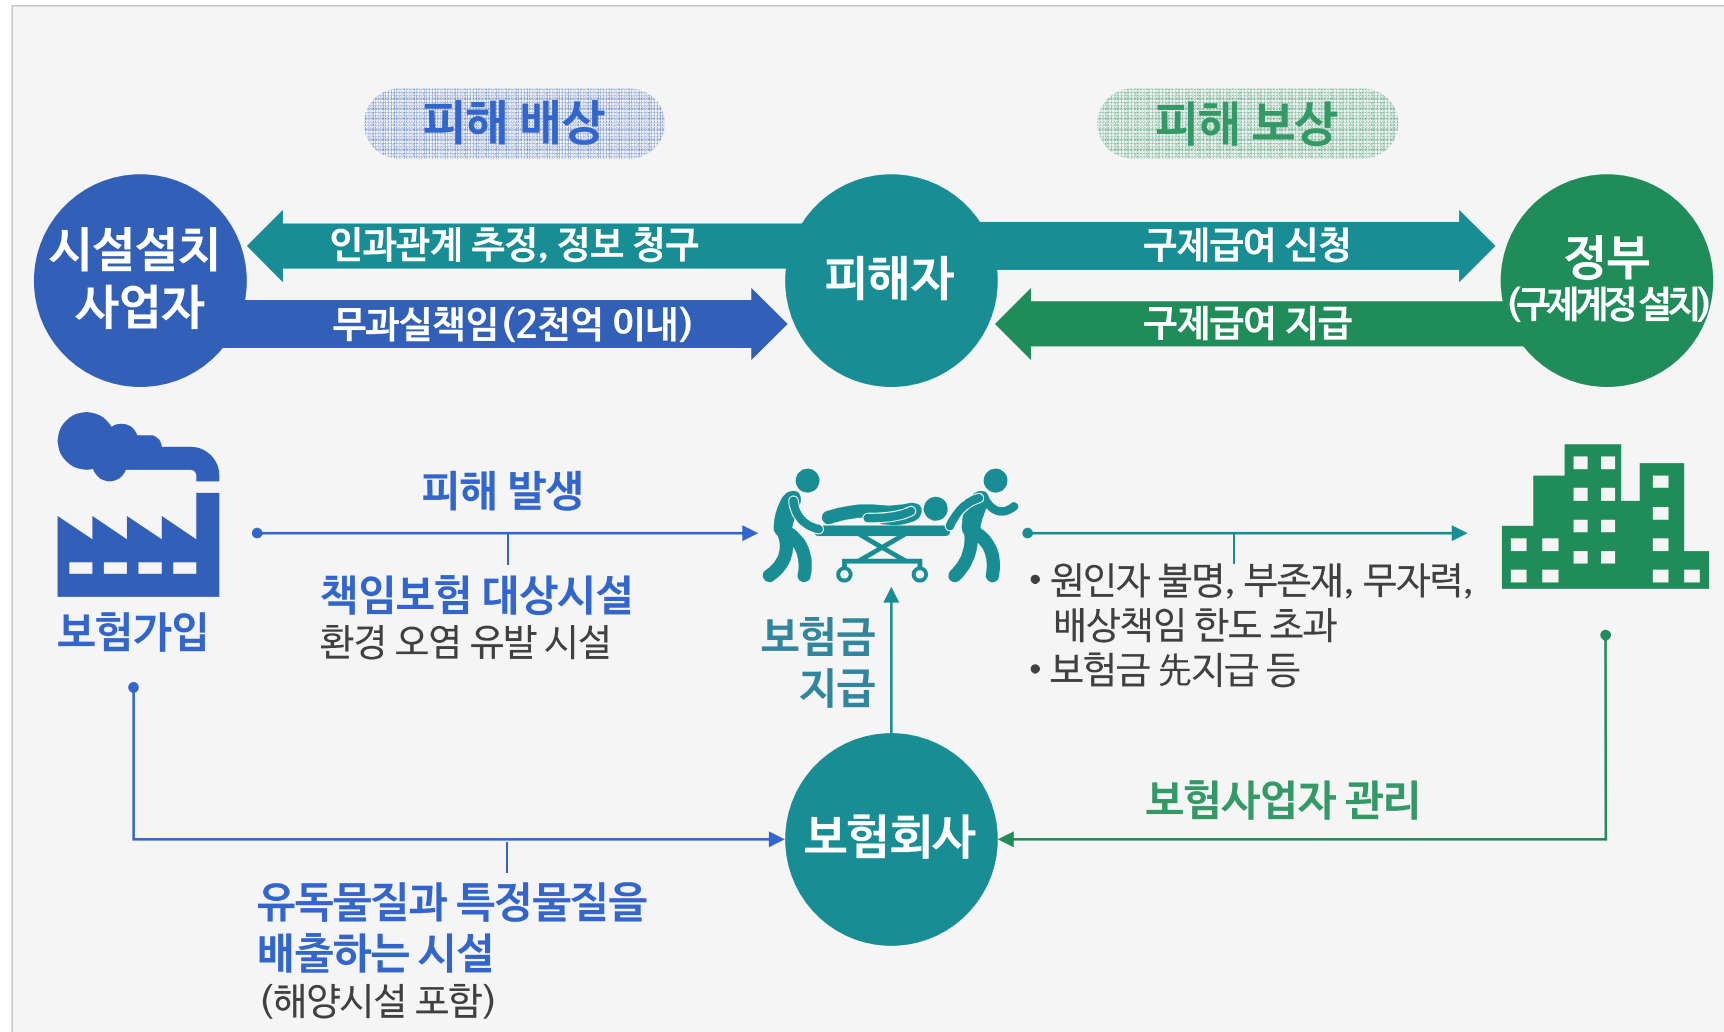 피해 배상
피해 보상
시설설치
사업자
인과관계 추정, 정보 청구
무과실책임(2천억 이내)
피해자
구제급여 신청
구제급여 지급
정부
(구제계정 설치)
피해 발생
책임보험 대상시설
환경 오염 유발 시설
보험가입
보험금
지급
• 원인자 불명, 부존재, 무자력,
배상책임 한도 초과
• 보험금 先지급 등
보험회사
보험사업자 관리
유독물질과 특정물질을
배출하는 시설
(해양시설 포함)